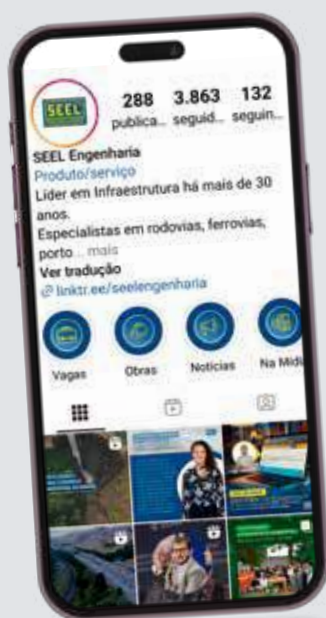 SEEL
288 3.863 132
publica... seguid... seguin...
SEEL Engenharia
Produto/serviço
Líder em Infraestrutura há mais de 30
anos.
Especialistas em rodovias, ferrovias,
porto... mais
Ver tradução
linktr.ee/seelengenharia
Vagas Obras Notícias Na Mídi